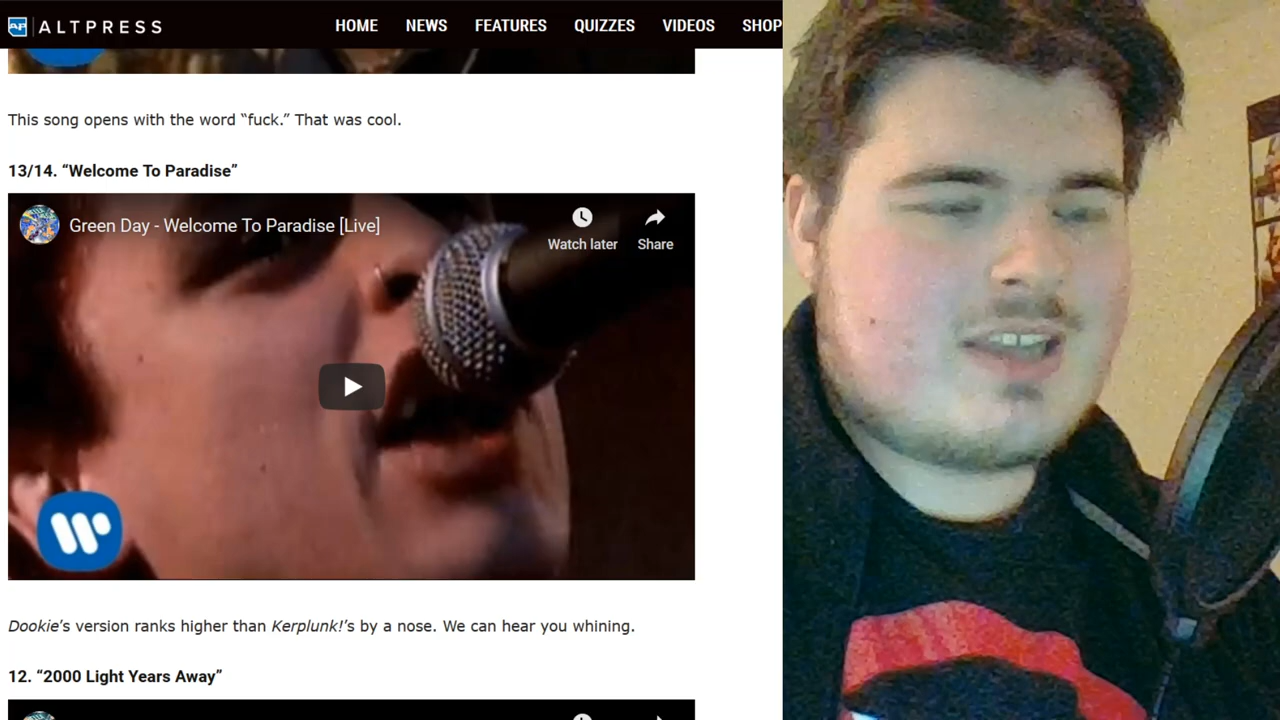 AP ALTPRESS HOME NEWS FEATURES QUIZZES VIDEOS SHOP
This song opens with the word “fuck.” That was cool.
13/14. “Welcome To Paradise”
Green Day - Welcome To Paradise [Live]
Watch later Share
Dookie’s version ranks higher than Kerplunk!’s by a nose. We can hear you whining.
12. “2000 Light Years Away”